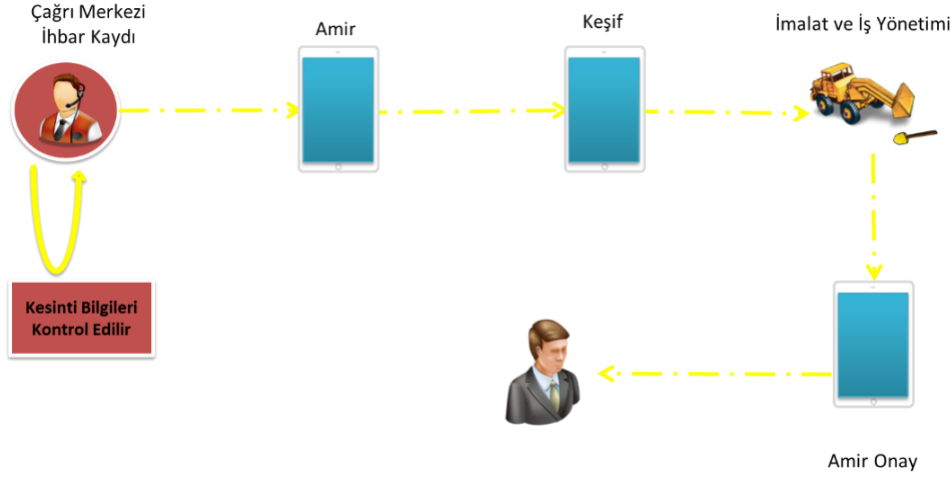 Çağrı Merkezi
İhbar Kaydı
Amir
Keşif
İmalat ve İş Yönetimi
Kesinti Bilgileri
Kontrol Edilir
Amir Onay